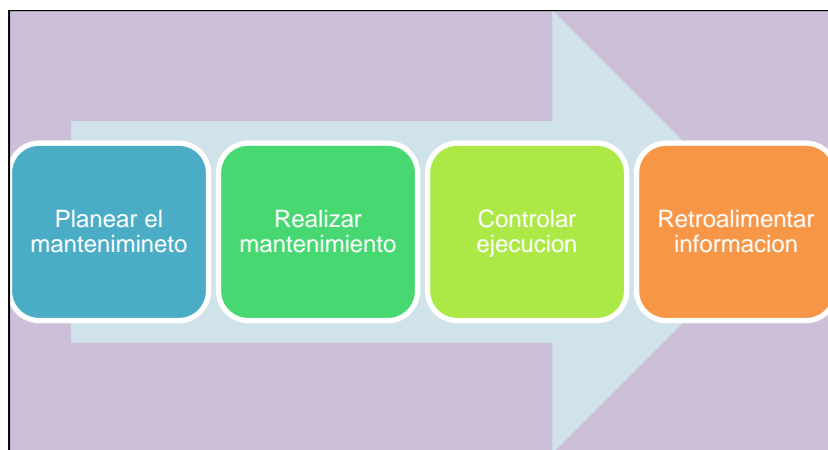 Planear el
mantenimineto
Realizar
mantenimiento
Controlar
ejecucion
Retroalimentar
informacion